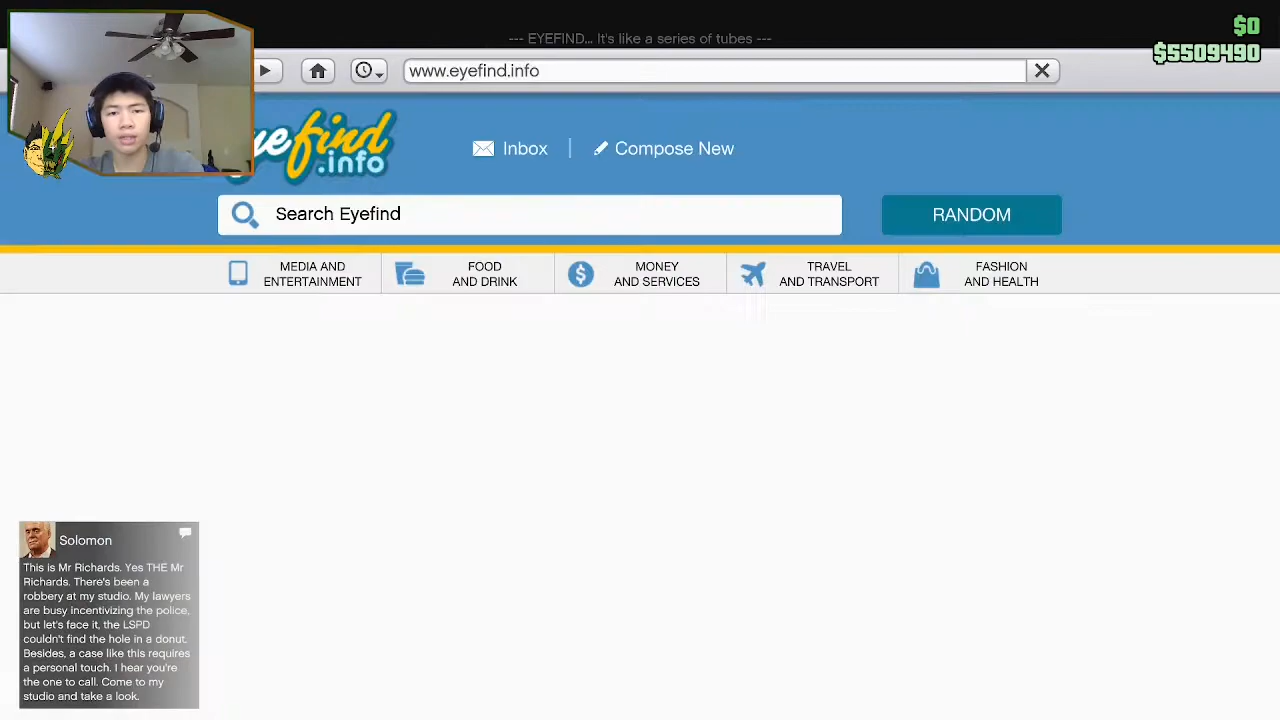 --- EYEFIND... It's like a series of tubes ---
$0
$5509490
www.eyefind.info
yefind
.info
Inbox
Compose New
Search Eyefind
RANDOM
MEDIA AND
ENTERTAINMENT
FOOD
AND DRINK
MONEY
AND SERVICES
TRAVEL
AND TRANSPORT
FASHION
AND HEALTH
Solomon
This is Mr Richards. Yes THE Mr
Richards. There's been a
robbery at my studio. My lawyers
are busy incentivizing the police,
but let's face it, the LSPD
couldn't find the hole in a donut.
Besides, a case like this requires
a personal touch. I hear you're
the one to call. Come to my
studio and take a look.